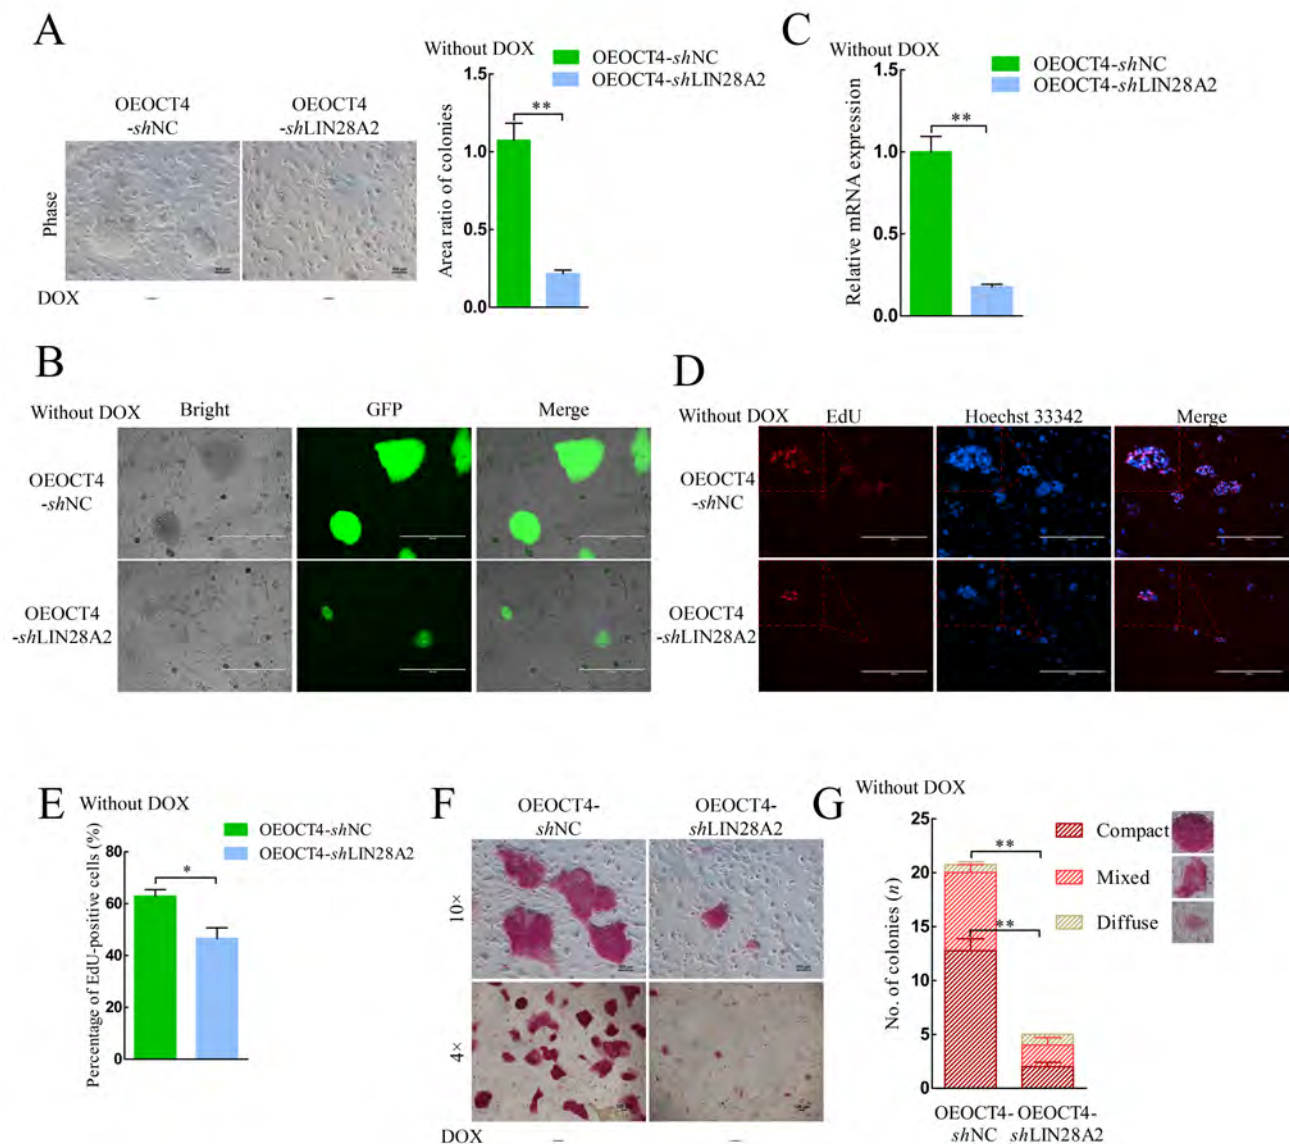 A
Without DOX
OEOCT4-shNC
OEOCT4-shLIN28A2
OEOCT4
-shNC
OEOCT4
-shLIN28A2
Phase
DOX
–
–
Area ratio of colonies
1.5
1.0
0.5
0.0
**
C
Without DOX
OEOCT4-shNC
OEOCT4-shLIN28A2
Relative mRNA expression
1.5
1.0
0.5
0.0
**
B
Without DOX
Bright
GFP
Merge
OEOCT4
-shNC
OEOCT4
-shLIN28A2
D
Without DOX
EdU
Hoechst 33342
Merge
OEOCT4
-shNC
OEOCT4
-shLIN28A2
E
Without DOX
OEOCT4-shNC
OEOCT4-shLIN28A2
Percentage of EdU-positive cells (%)
80
60
40
20
0
*
F
OEOCT4-
shNC
OEOCT4-
shLIN28A2
10×
4×
DOX
–
–
G
Without DOX
No. of colonies (n)
25
20
15
10
5
0
**
**
Compact
Mixed
Diffuse
OEOCT4-
shNC
OEOCT4-
shLIN28A2